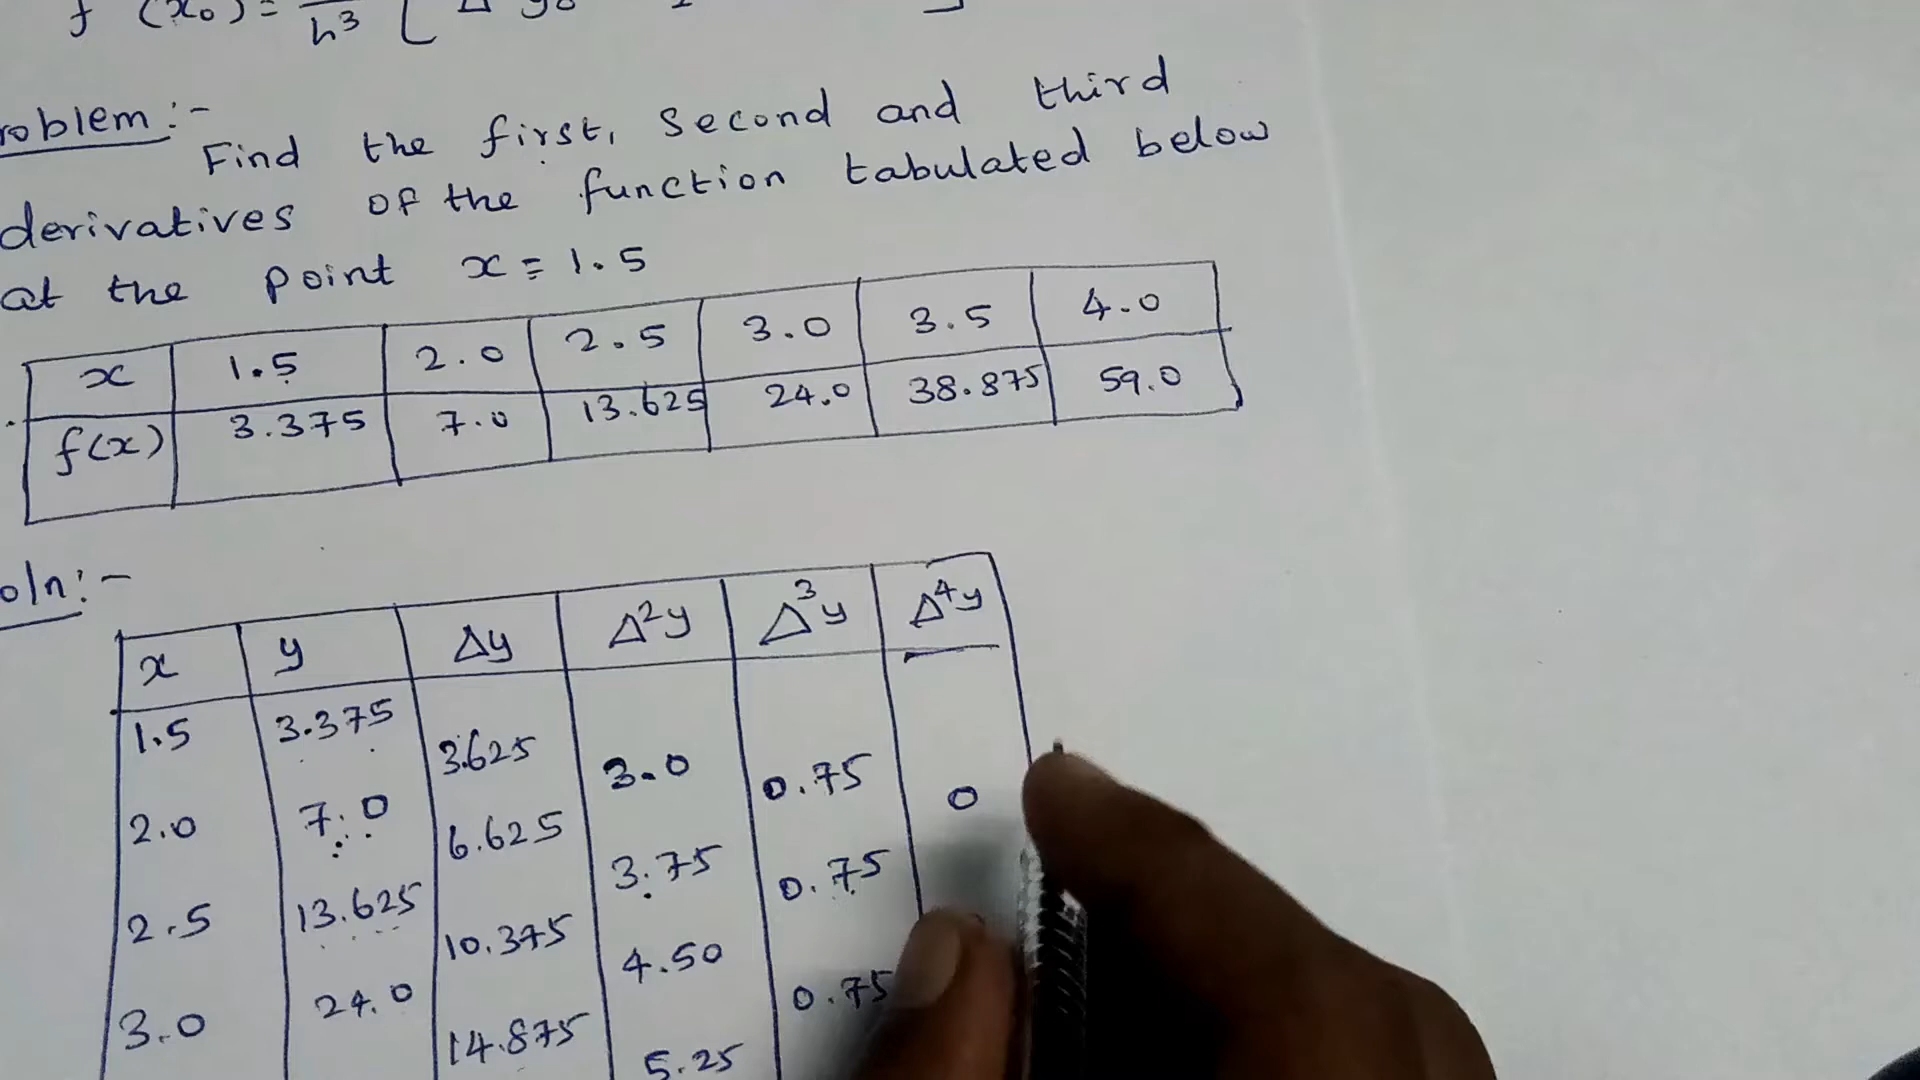 f (x₀) = h³ [ Δ y₀
roblem :-
Find the first, second and third
derivatives of the function tabulated below
at the point x = 1.5
x 1.5 2.0 2.5 3.0 3.5 4.0
f(x) 3.375 7.0 13.625 24.0 38.875 59.0
oln :-
x y Δy Δ²y Δ³y Δ⁴y
1.5 3.375
3.625 3.0 0.75 0
2.0 7.0
6.625 3.75 0.75
2.5 13.625
10.375 4.50 0.75
3.0 24.0
14.875 5.25